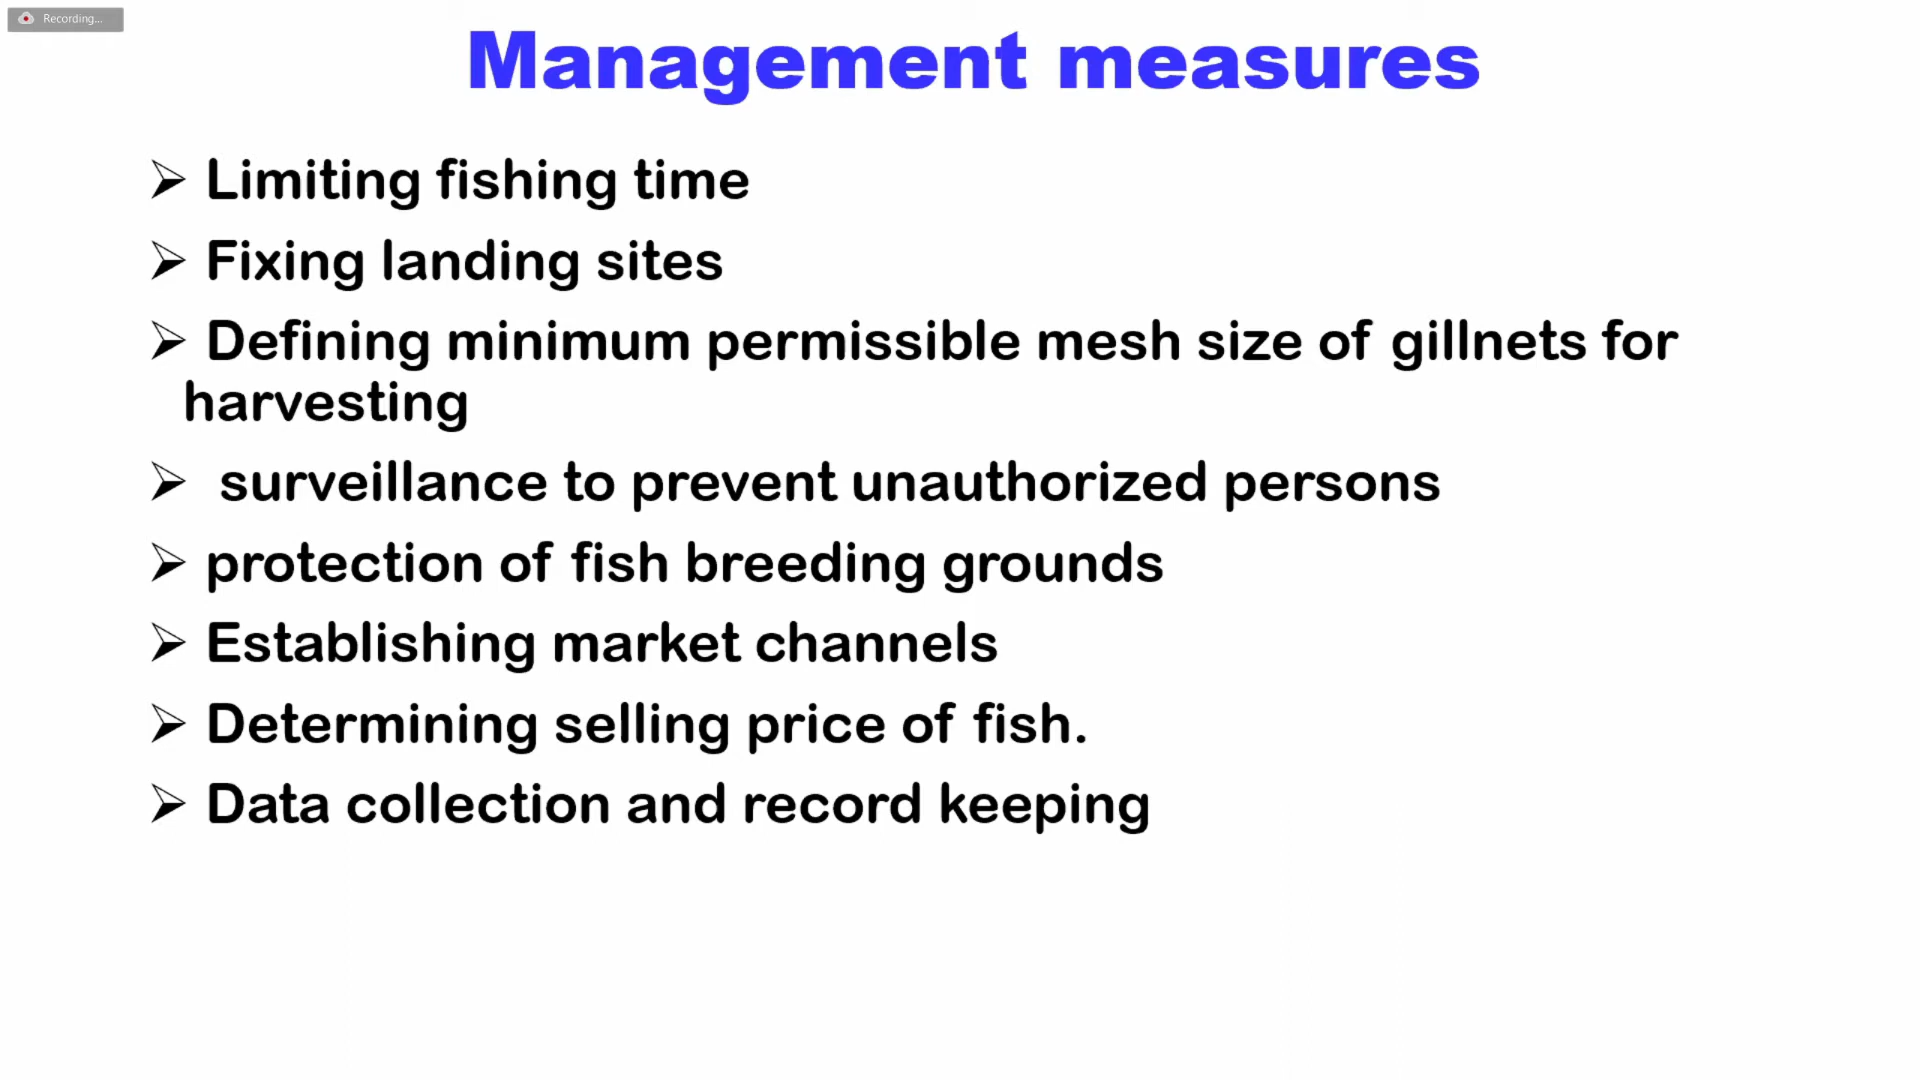 Recording...
Management measures
➢ Limiting fishing time
➢ Fixing landing sites
➢ Defining minimum permissible mesh size of gillnets for
harvesting
➢ surveillance to prevent unauthorized persons
➢ protection of fish breeding grounds
➢ Establishing market channels
➢ Determining selling price of fish.
➢ Data collection and record keeping